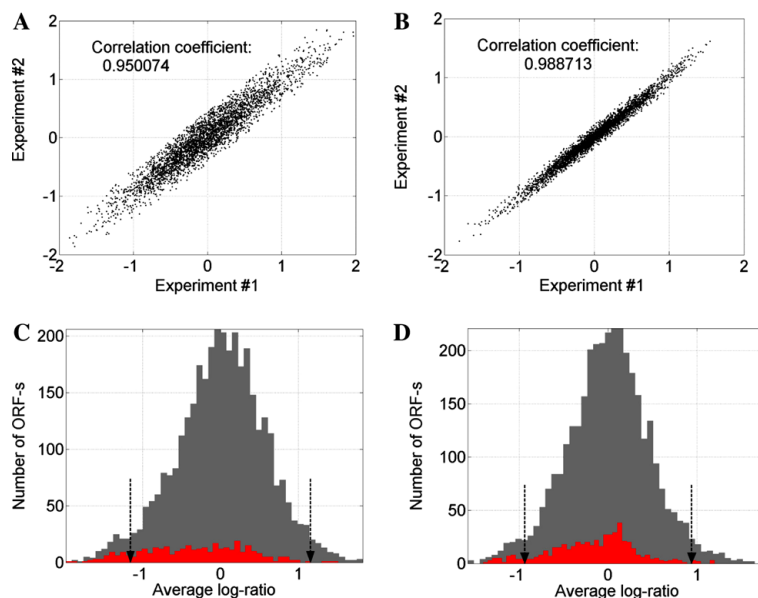 A
Correlation coefficient:
0.950074
2
1
0
-1
-2
Experiment #2
-2
-1
0
1
2
Experiment #1
B
Correlation coefficient:
0.988713
2
1
0
-1
-2
Experiment #2
-2
-1
0
1
2
Experiment #1
C
200
150
100
50
0
Number of ORF-s
-1
0
1
Average log-ratio
D
200
150
100
50
0
Number of ORF-s
-1
0
1
Average log-ratio